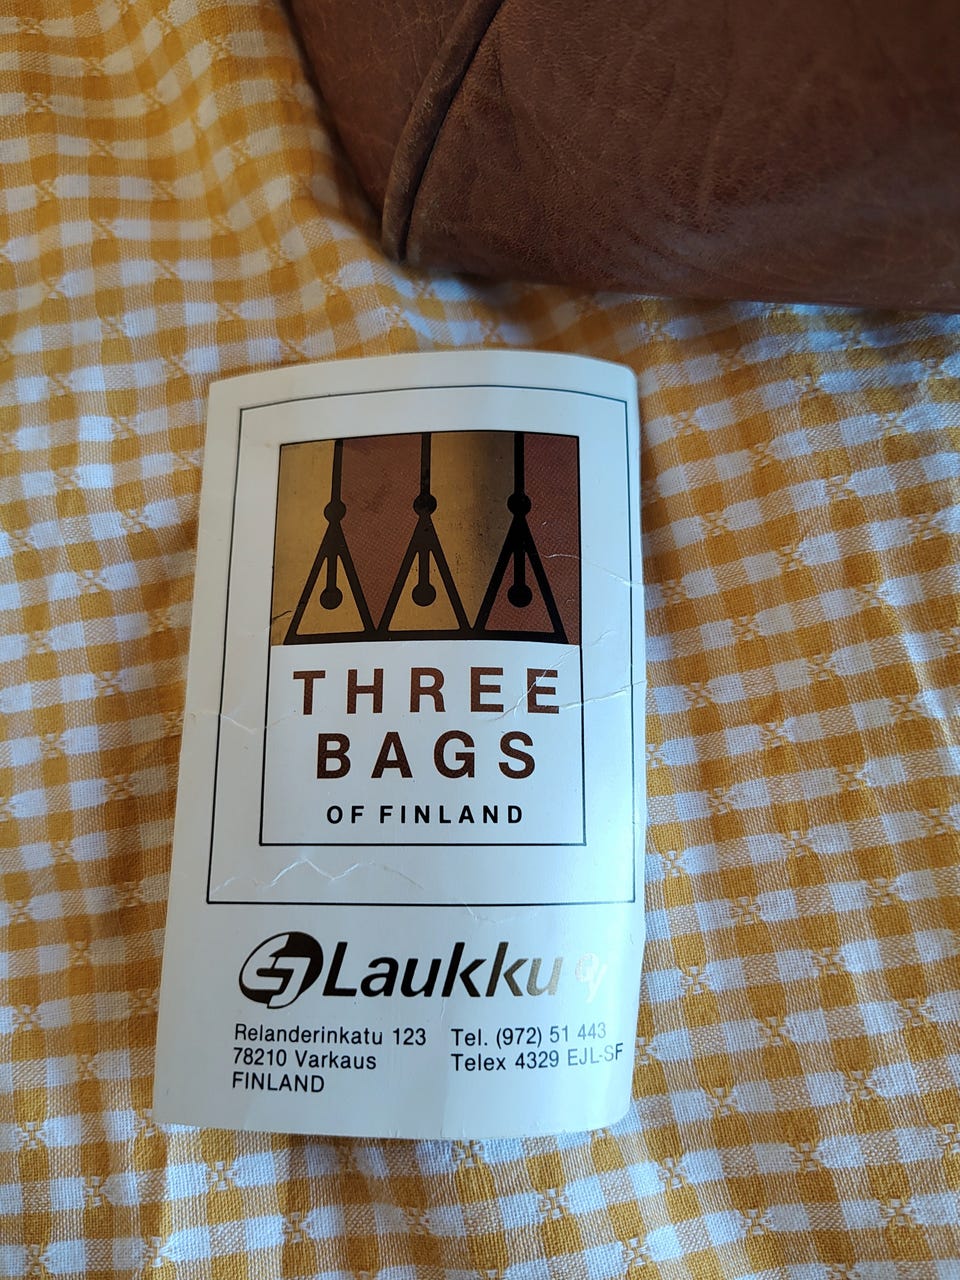 THREE
BAGS
OF FINLAND
Laukku Oy
Relanderinkatu 123
78210 Varkaus
FINLAND
Tel. (972) 51 443
Telex 4329 EJL-SF